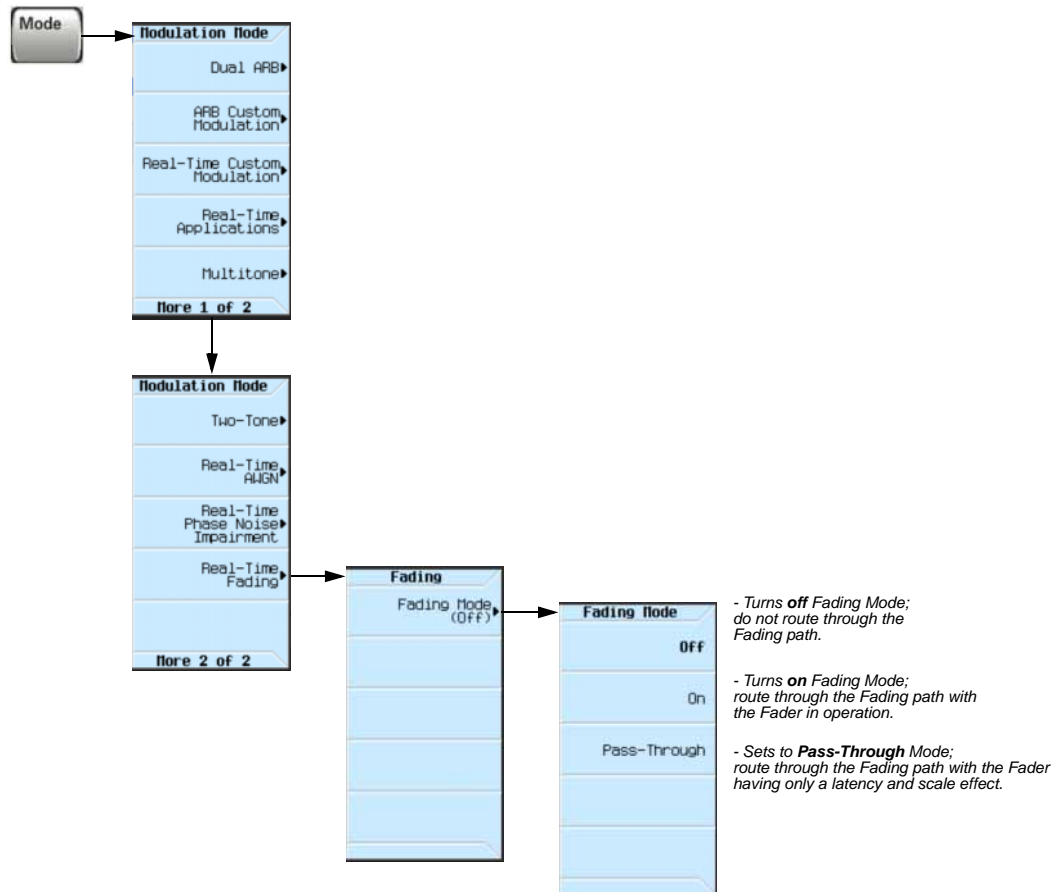 Mode
Modulation Mode
Dual ARB
ARB Custom
Modulation
Real-Time Custom
Modulation
Real-Time
Applications
Multitone
More 1 of 2
Modulation Mode
Two-Tone
Real-Time
AWGN
Real-Time
Phase Noise
Impairment
Real-Time
Fading
More 2 of 2
Fading
Fading Mode
(Off)
Fading Mode
Off
On
Pass-Through
- Turns off Fading Mode;
do not route through the
Fading path.
- Turns on Fading Mode;
route through the Fading path with
the Fader in operation.
- Sets to Pass-Through Mode;
route through the Fading path with the Fader
having only a latency and scale effect.